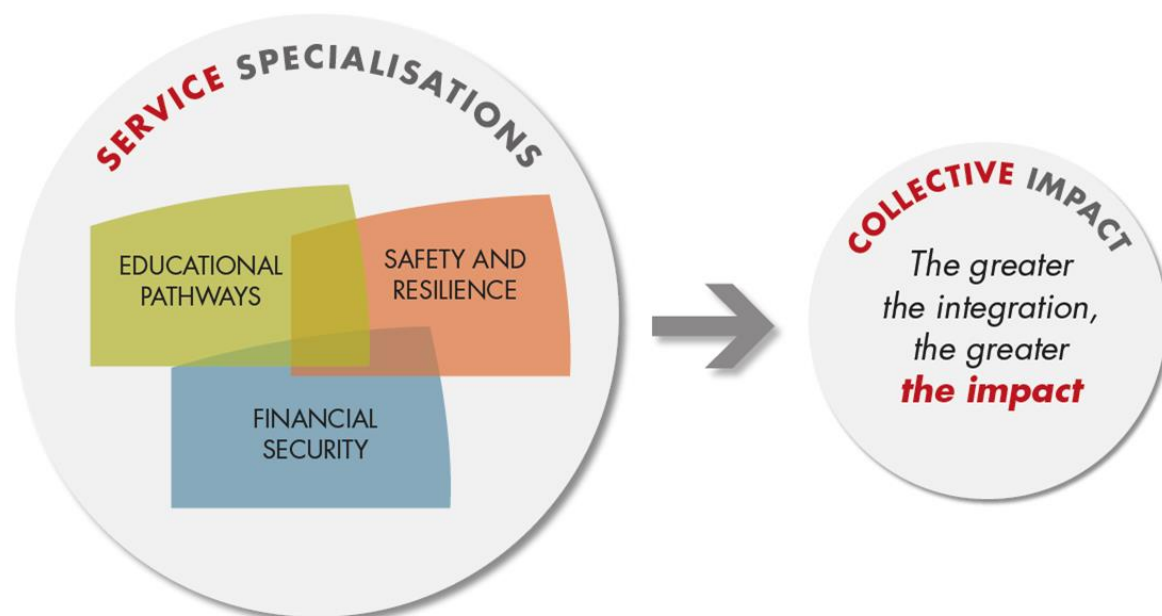 SERVICE SPECIALISATIONS
EDUCATIONAL
PATHWAYS
SAFETY AND
RESILIENCE
FINANCIAL
SECURITY
COLLECTIVE IMPACT
The greater
the integration,
the greater
the impact